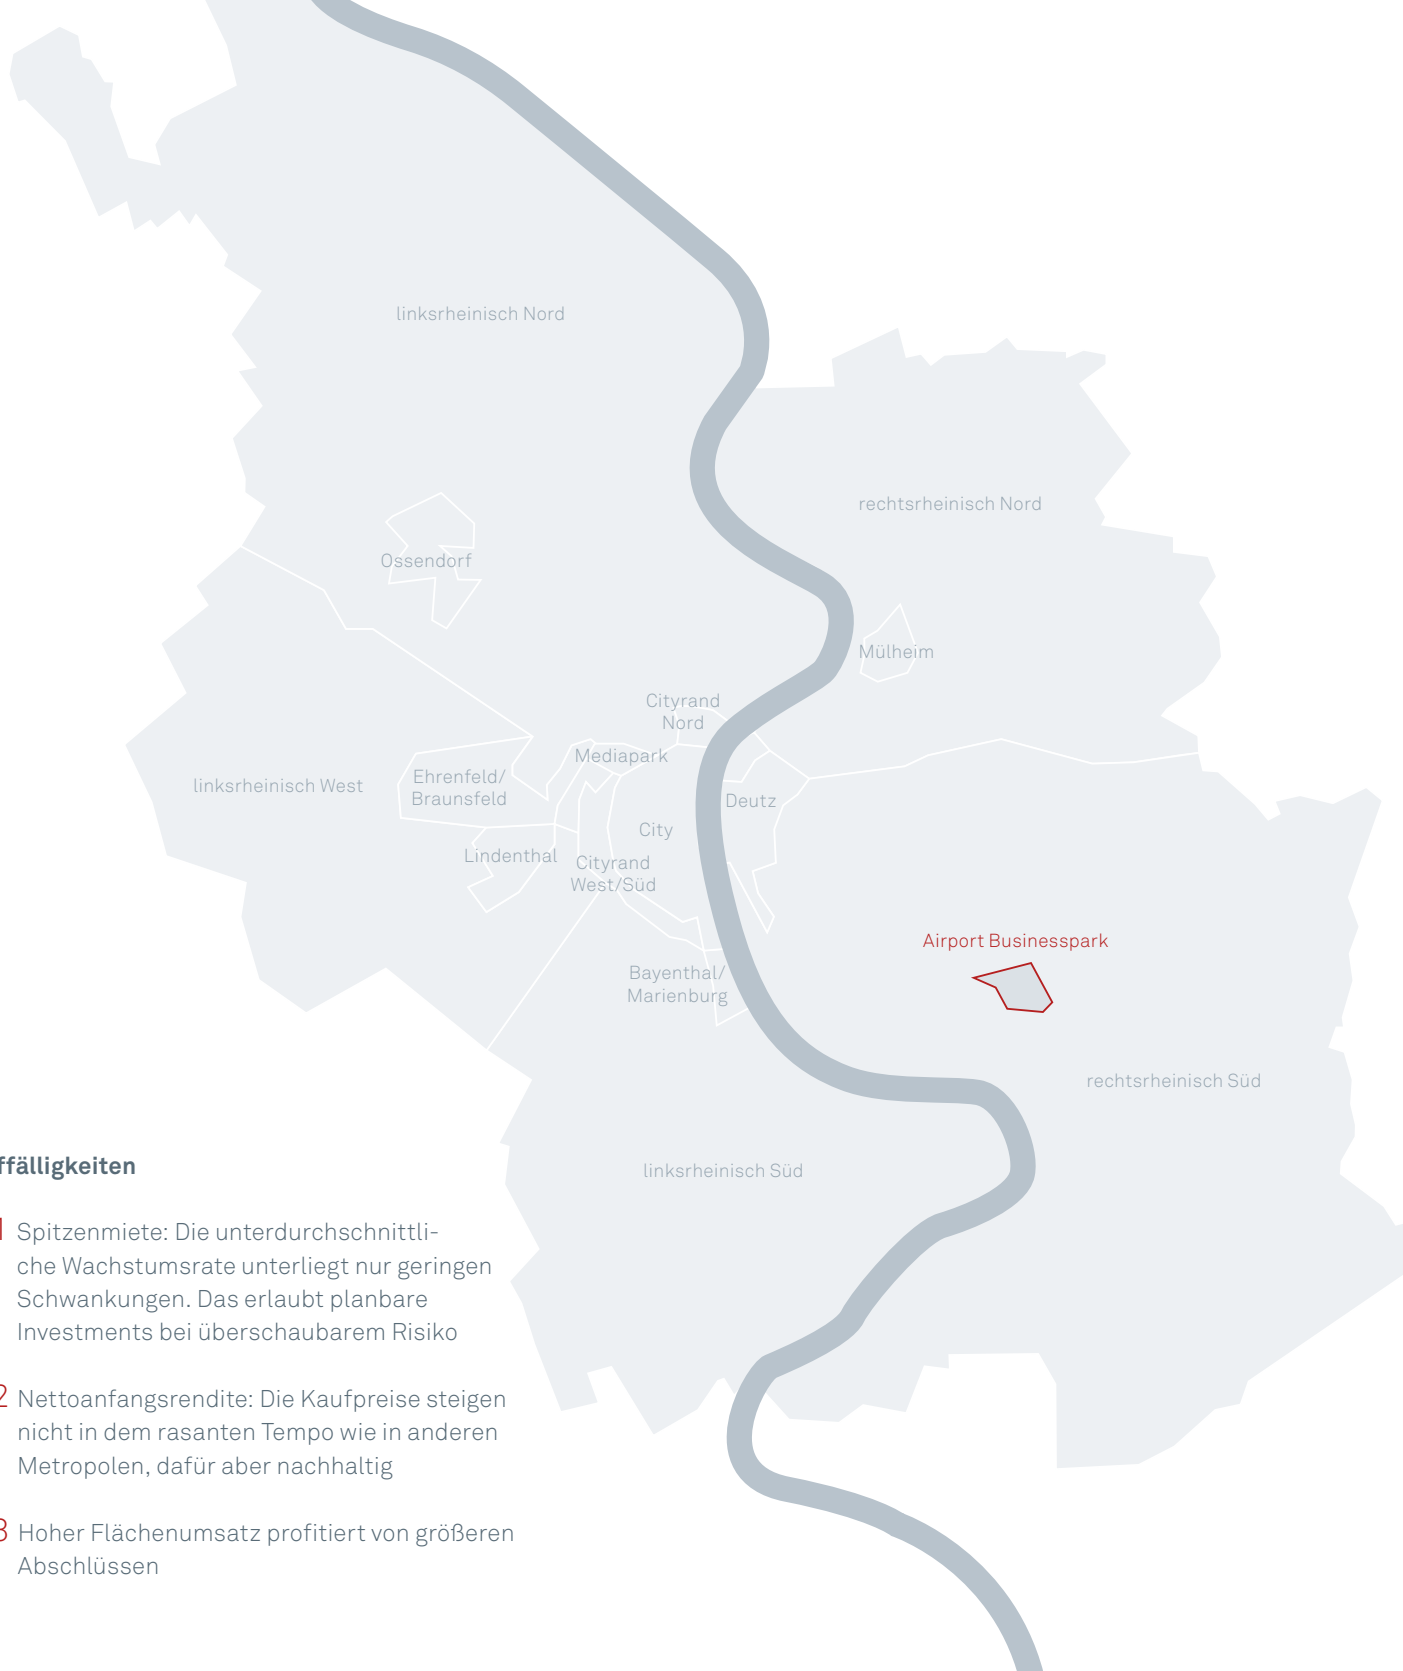 linksrheinisch Nord
rechtsrheinisch Nord
Ossendorf
Mülheim
Cityrand
Nord
Mediapark
Ehrenfeld/
Braunsfeld
linksrheinisch West
Deutz
City
Lindenthal
Cityrand
West/Süd
Airport Businesspark
Bayenthal/
Marienburg
rechtsrheinisch Süd
linksrheinisch Süd
ffälligkeiten
1 Spitzenmiete: Die unterdurchschnittli-
che Wachstumsrate unterliegt nur geringen
Schwankungen. Das erlaubt planbare
Investments bei überschaubarem Risiko
2 Nettoanfangsrendite: Die Kaufpreise steigen
nicht in dem rasanten Tempo wie in anderen
Metropolen, dafür aber nachhaltig
3 Hoher Flächenumsatz profitiert von größeren
Abschlüssen